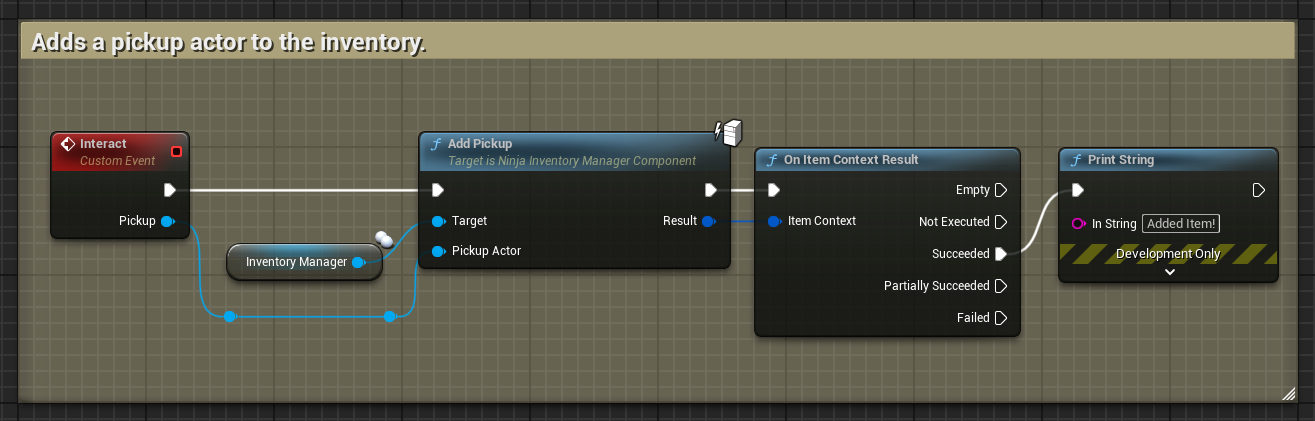 Adds a pickup actor to the inventory.
Interact
Custom Event
Pickup
Inventory Manager
Add Pickup
Target is Ninja Inventory Manager Component
Target
Result
Pickup Actor
On Item Context Result
Empty
Item Context
Not Executed
Succeeded
Partially Succeeded
Failed
Print String
In String
Added Item!
Development Only